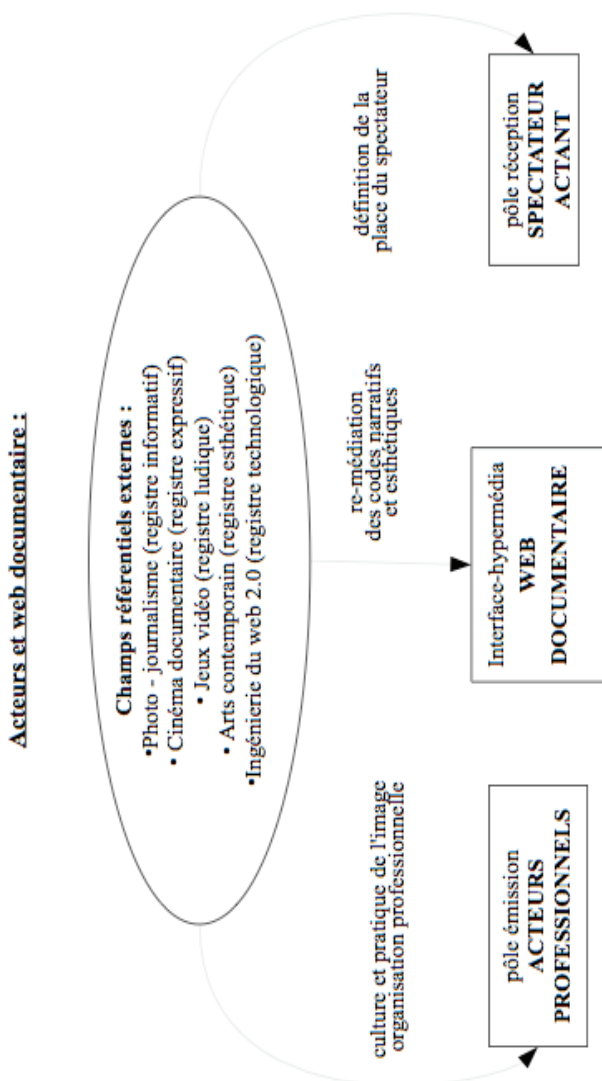 Acteurs et web documentaire :
Champs référentiels externes :
•Photo - journalisme (registre informatif)
• Cinéma documentaire (registre expressif)
• Jeux vidéo (registre ludique)
• Arts contemporain (registre esthétique)
•Ingénierie du web 2.0 (registre technologique)
culture et pratique de l'image
organisation professionnelle
re-médiation
des codes narratifs
et esthétiques
définition de la
place du spectateur
pôle émission
ACTEURS
PROFESSIONNELS
Interface-hypermédia
WEB
DOCUMENTAIRE
pôle réception
SPECTATEUR
ACTANT